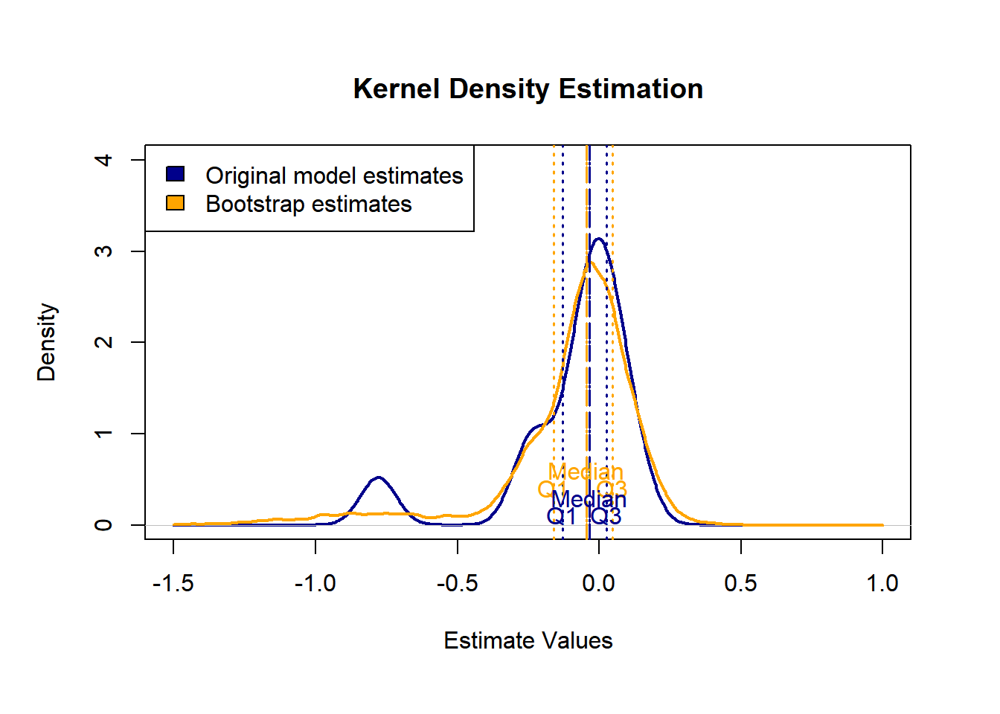 Kernel Density Estimation
Original model estimates
Bootstrap estimates
Density
4
3
2
1
0
Median
Q1 Q3
Median
Q1 Q3
-1.5 -1.0 -0.5 0.0 0.5 1.0
Estimate Values